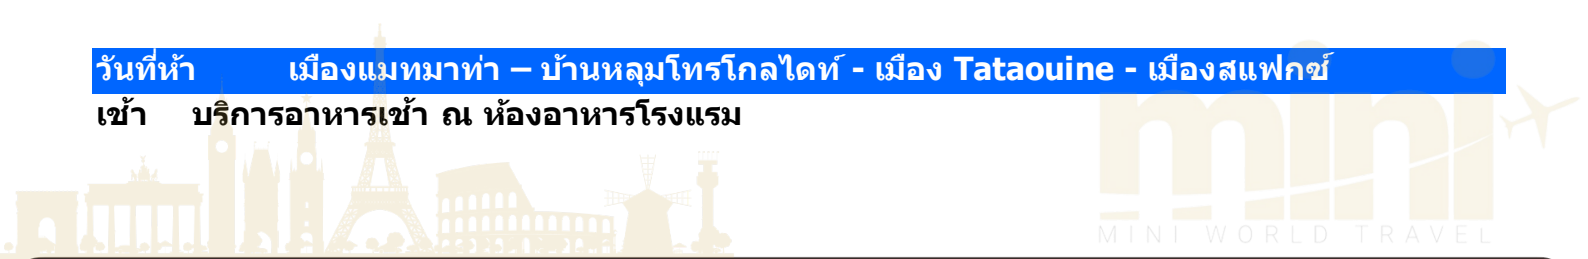 วันที่ห้า เมืองแมทมาท่า – บ้านหลุมโทรโกลไดท์ - เมือง Tataouine - เมืองสแฟกซ์
เช้า บริการอาหารเช้า ณ ห้องอาหารโรงแรม
mini
MINI WORLD TRAVEL